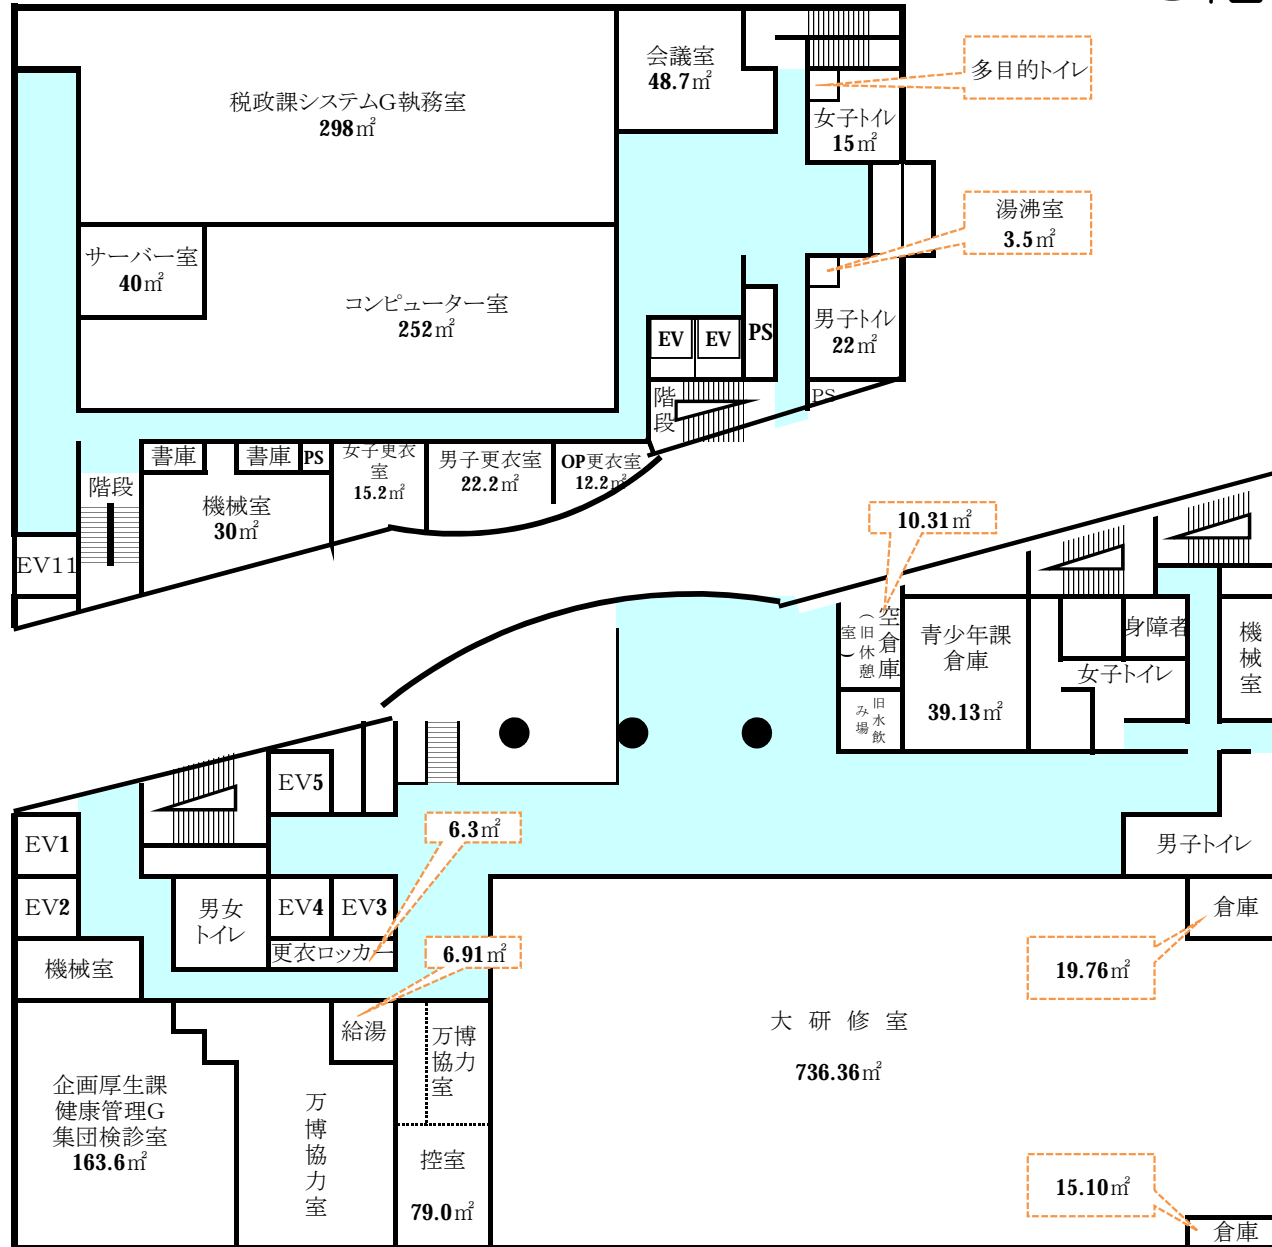 会議室
48.7㎡
多目的トイレ
税政課システムG執務室
298㎡
女子トイレ
15㎡
湯沸室
3.5㎡
サーバー室
40㎡
コンピューター室
252㎡
EV
EV
PS
男子トイレ
22㎡
階
段
PS
書庫
書庫
PS
女子更衣
室
15.2㎡
男子更衣室
22.2㎡
OP更衣室
12.2㎡
階段
機械室
30㎡
EV11
10.31㎡
空倉庫
（旧休憩
室）
青少年課
倉庫
39.13㎡
身障者
女子トイレ
機械室
旧水飲
み場
EV5
EV1
6.3㎡
男子トイレ
EV2
男女
トイレ
EV4
EV3
倉庫
更衣ロッカー
6.91㎡
機械室
19.76㎡
給湯
万博
協力
室
大研修室
736.36㎡
企画厚生課
健康管理G
集団検診室
163.6㎡
万博協力室
控室
79.0㎡
15.10㎡
倉庫